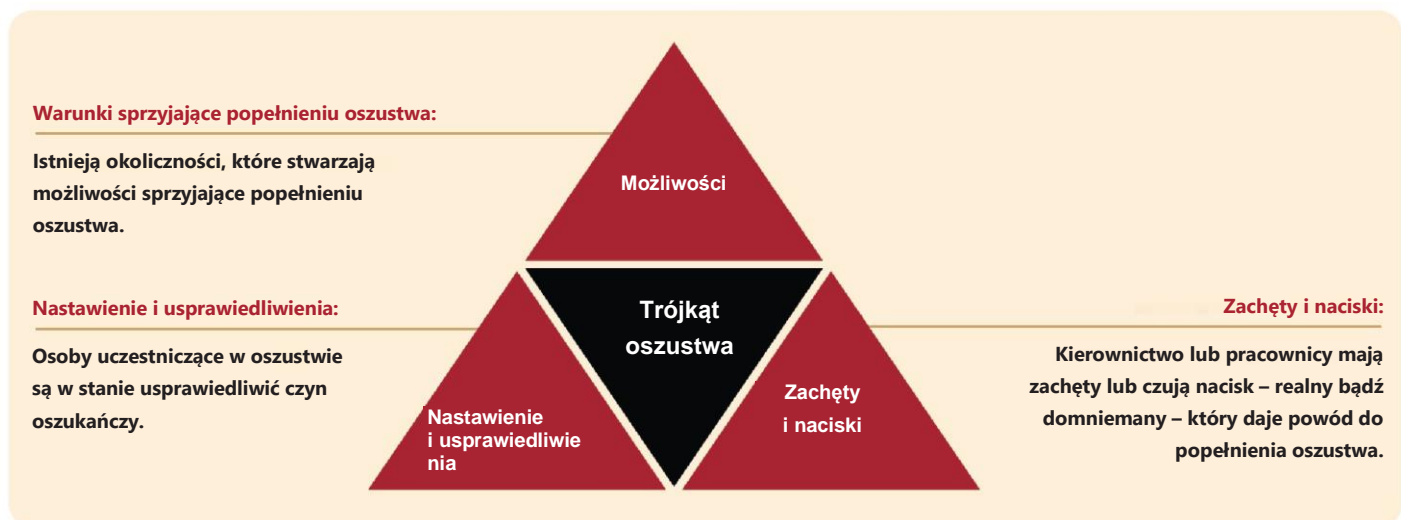 Warunki sprzyjające popełnieniu oszustwa:
Istnieją okoliczności, które stwarzają
możliwości sprzyjające popełnieniu
oszustwa.
Możliwości
Nastawienie i usprawiedliwienia:
Osoby uczestniczące w oszustwie
są w stanie usprawiedliwić czyn
oszukańczy.
Trójkąt
oszustwa
Nastawienie
i usprawiedliwie
nia
Zachęty
i naciski
Zachęty i naciski:
Kierownictwo lub pracownicy mają
zachęty lub czują nacisk – realny bądź
domniemany – który daje powód do
popełnienia oszustwa.